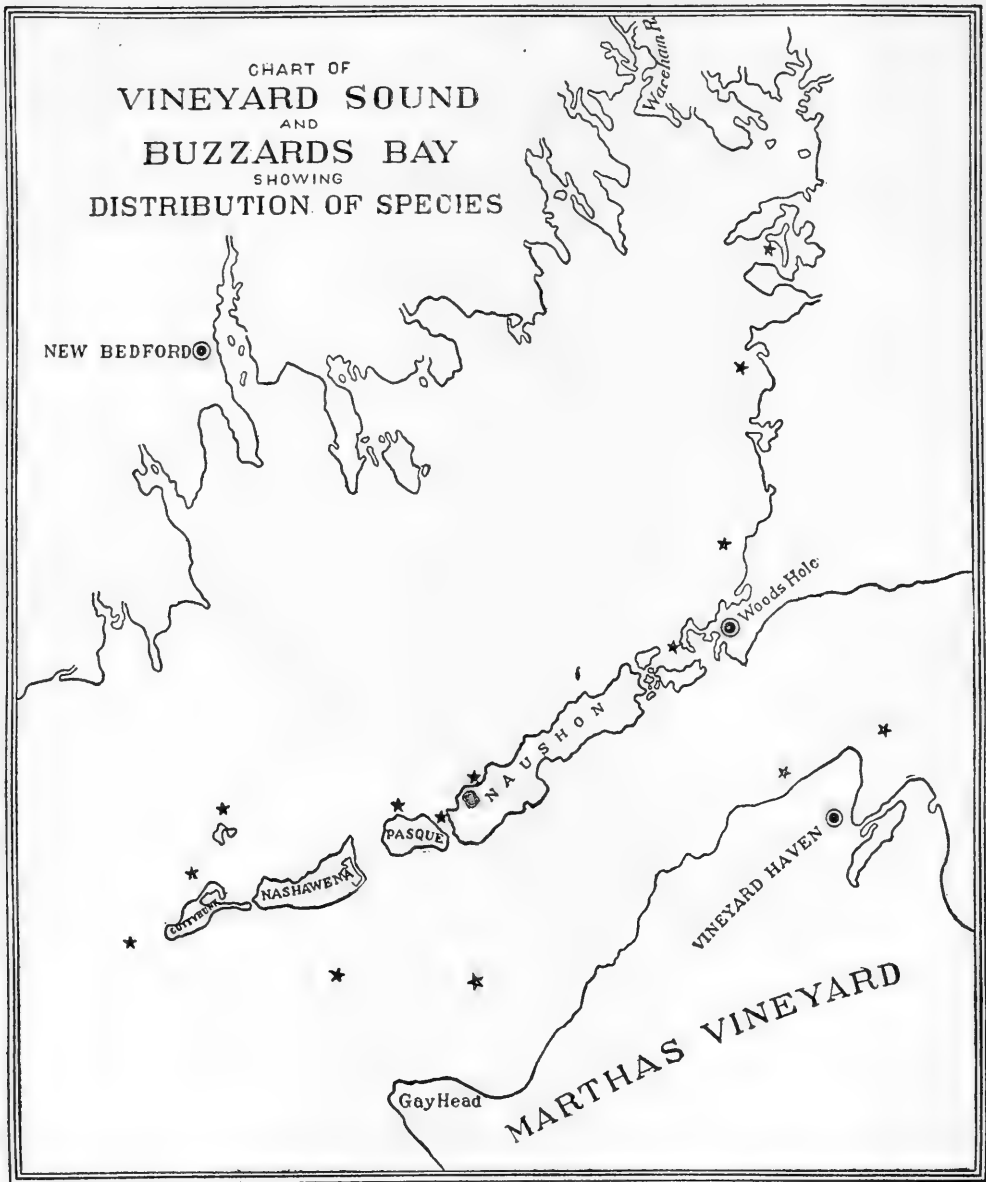 CHART OF
VINEYARD SOUND
AND
BUZZARDS BAY
SHOWING
DISTRIBUTION OF SPECIES
Wareham R.
NEW BEDFORD
Woods Hole
NAUSHON
PASQUE
NASHAWENA
CUTTYHUNK
VINEYARD HAVEN
MARTHAS VINEYARD
Gay Head